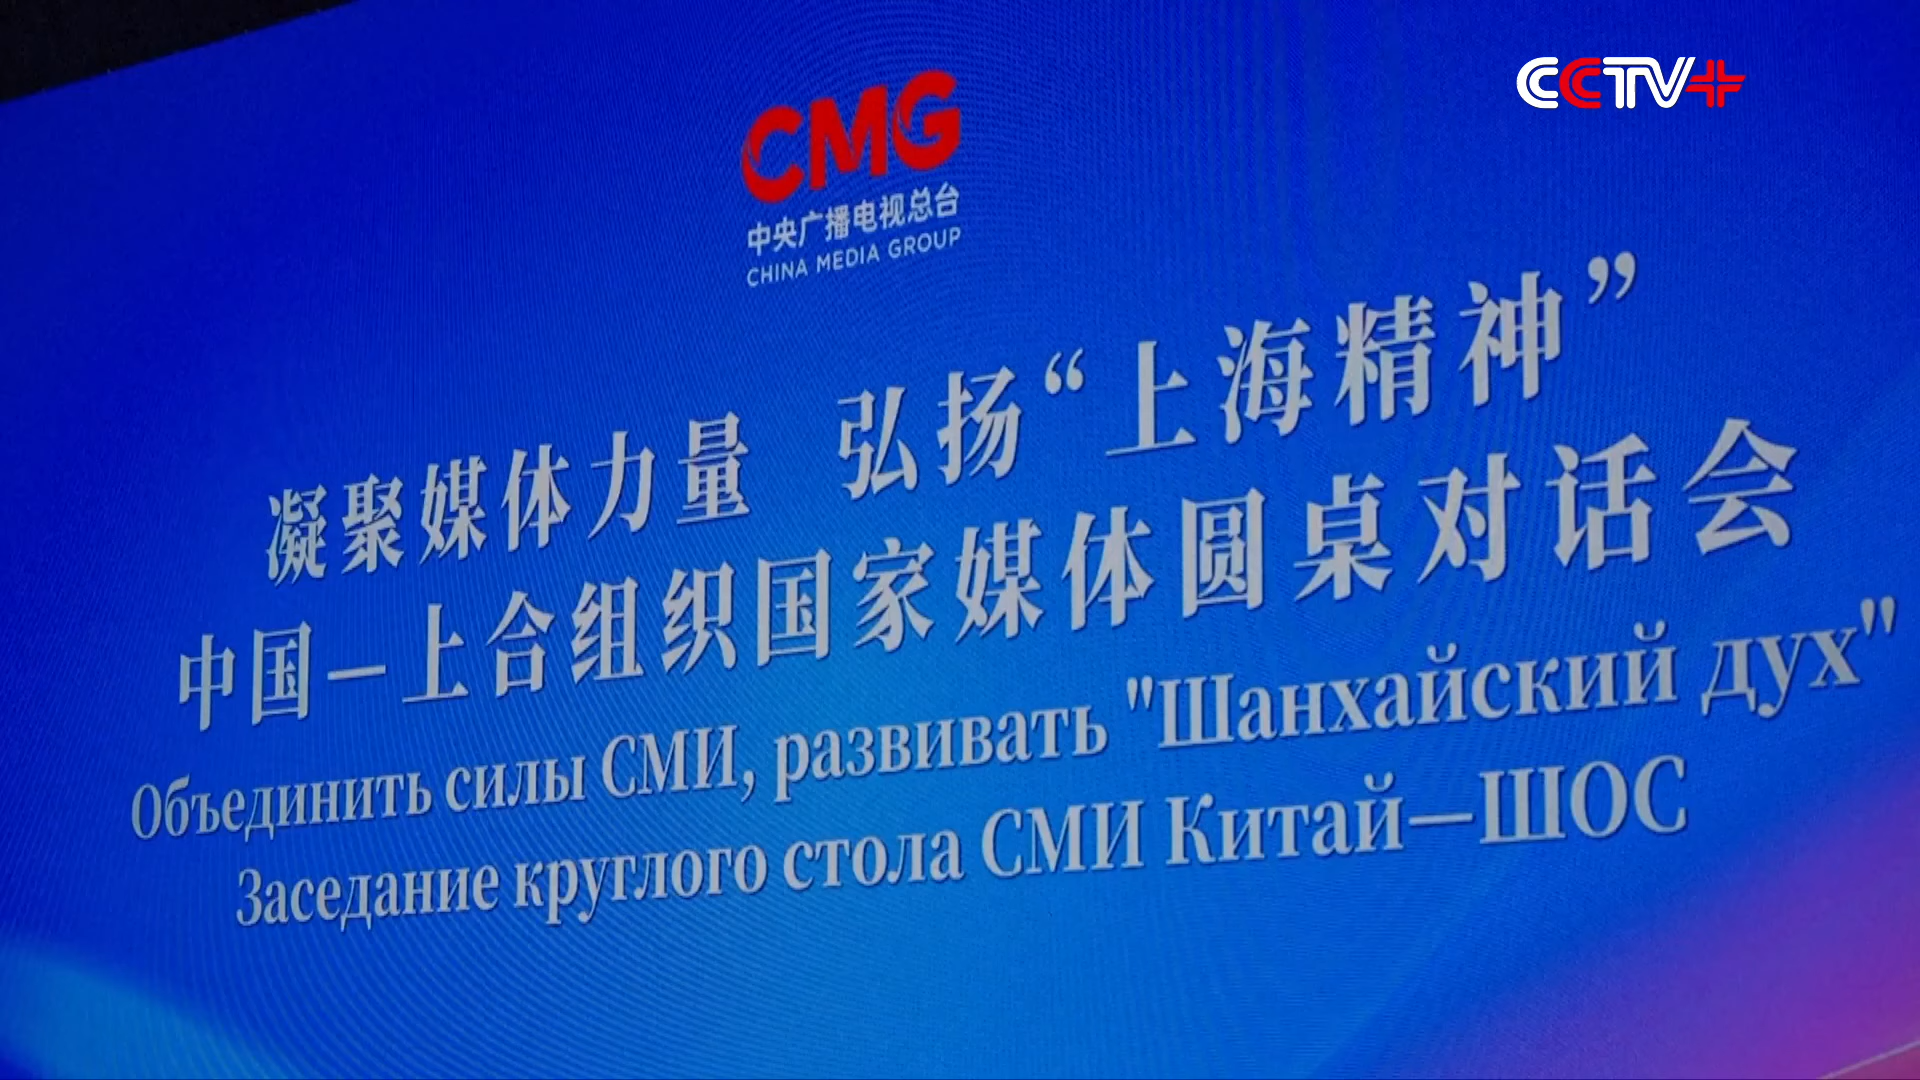 CCTV+
CMG
中央广播电视总台
CHINA MEDIA GROUP
凝聚媒体力量 弘扬“上海精神”
中国—上合组织国家媒体圆桌对话会
Объединить силы СМИ, развивать "Шанхайский дух"
Заседание круглого стола СМИ Китай—ШОС